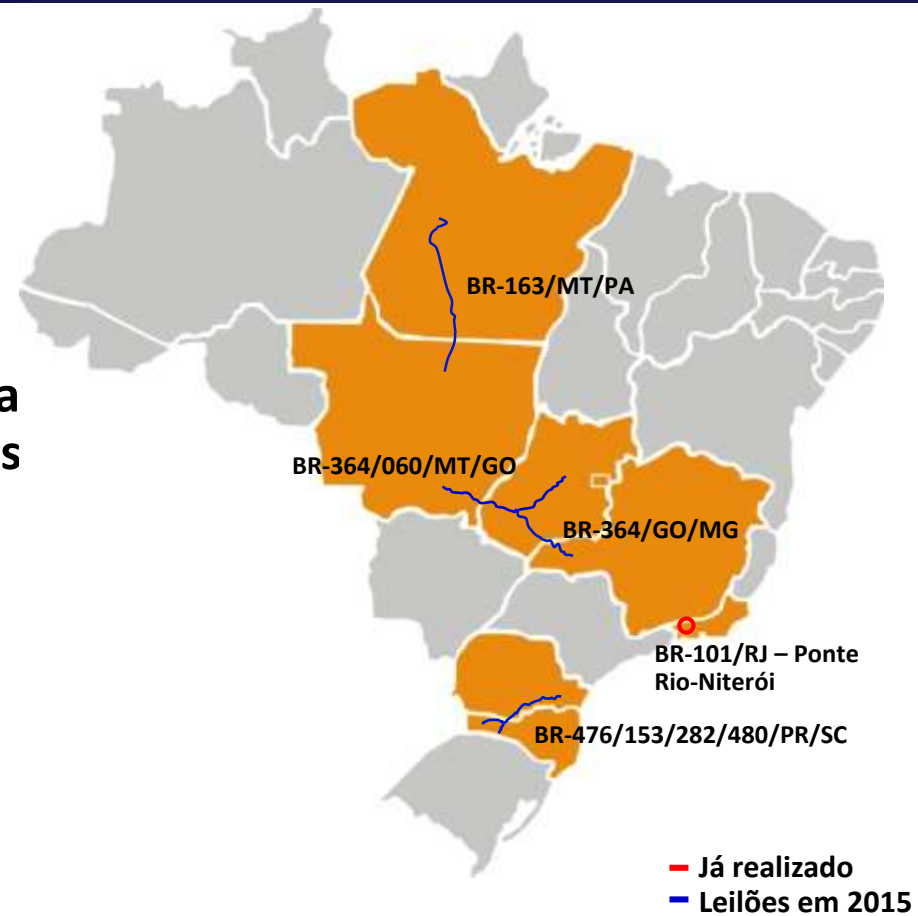 BR-163/MT/PA
a
s
BR-364/060/MT/GO
BR-364/GO/MG
BR-101/RJ – Ponte
Rio-Niterói
BR-476/153/282/480/PR/SC
Já realizado
Leilões em 2015